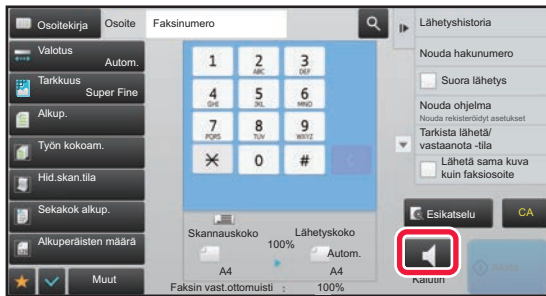 Osoitekirja
Osoite
Faksinumero
Valotus
Autom.
Tarkkuus
Super Fine
Alkup.
Työn kokoam.
Hid.skan.tila
Sekakok alkup.
Alkuperäisten määrä
Muut
1
2
ABC
3
DEF
4
GHI
5
JKL
6
MNO
7
PQRS
8
TUV
9
WXYZ
0
#
C
Skannauskoko
Lähetyskoko
100%
Autom.
A4
A4
Faksin vast.ottomuisti : 100%
Lähetyshistoria
Nouda hakunumero
Suora lähetys
Nouda ohjelma
Nouda rekisteröidyt asetukset
Tarkista lähetä/
vastaanota -tila
Lähetä sama kuva
kuin faksiosoite
Esikatselu
CA
Kaiutin
Aloita